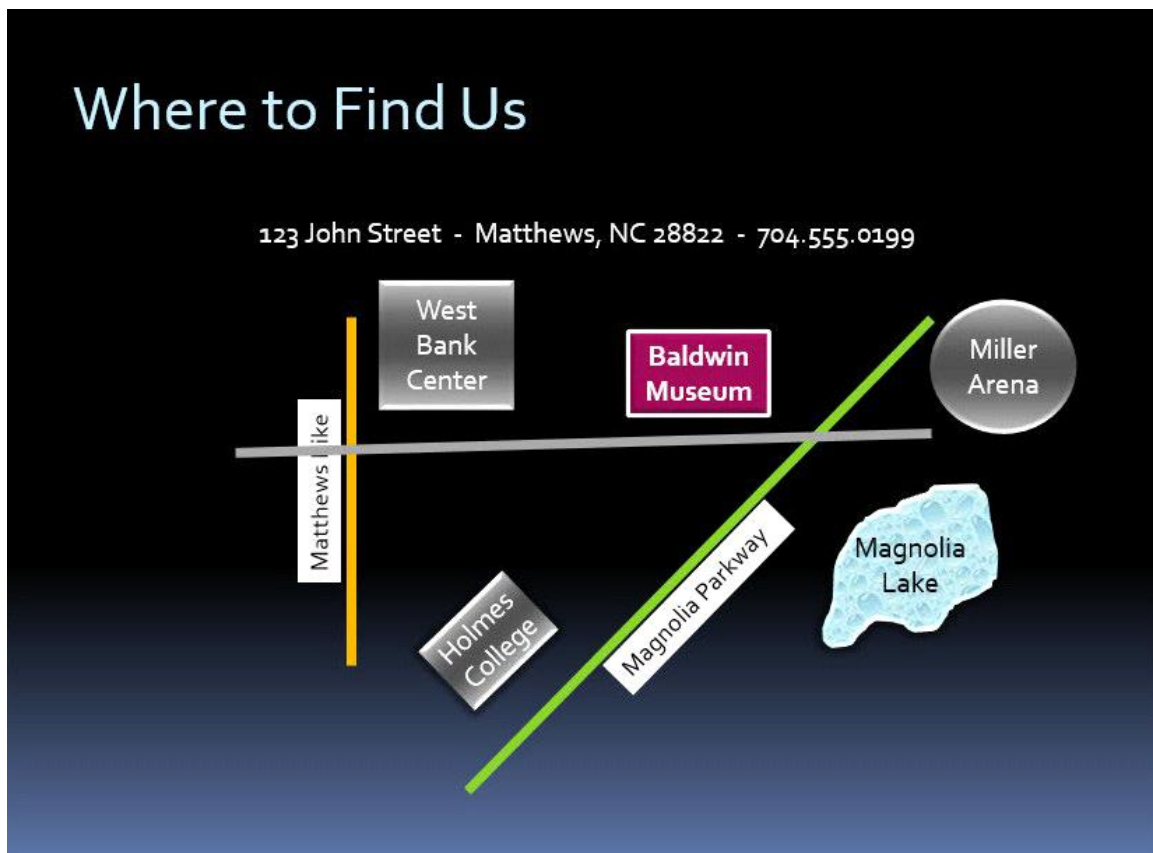 Where to Find Us
123 John Street - Matthews, NC 28822 - 704.555.0199
West
Bank
Center
Baldwin
Museum
Miller
Arena
Matthews Pike
Magnolia Parkway
Magnolia
Lake
Holmes
College